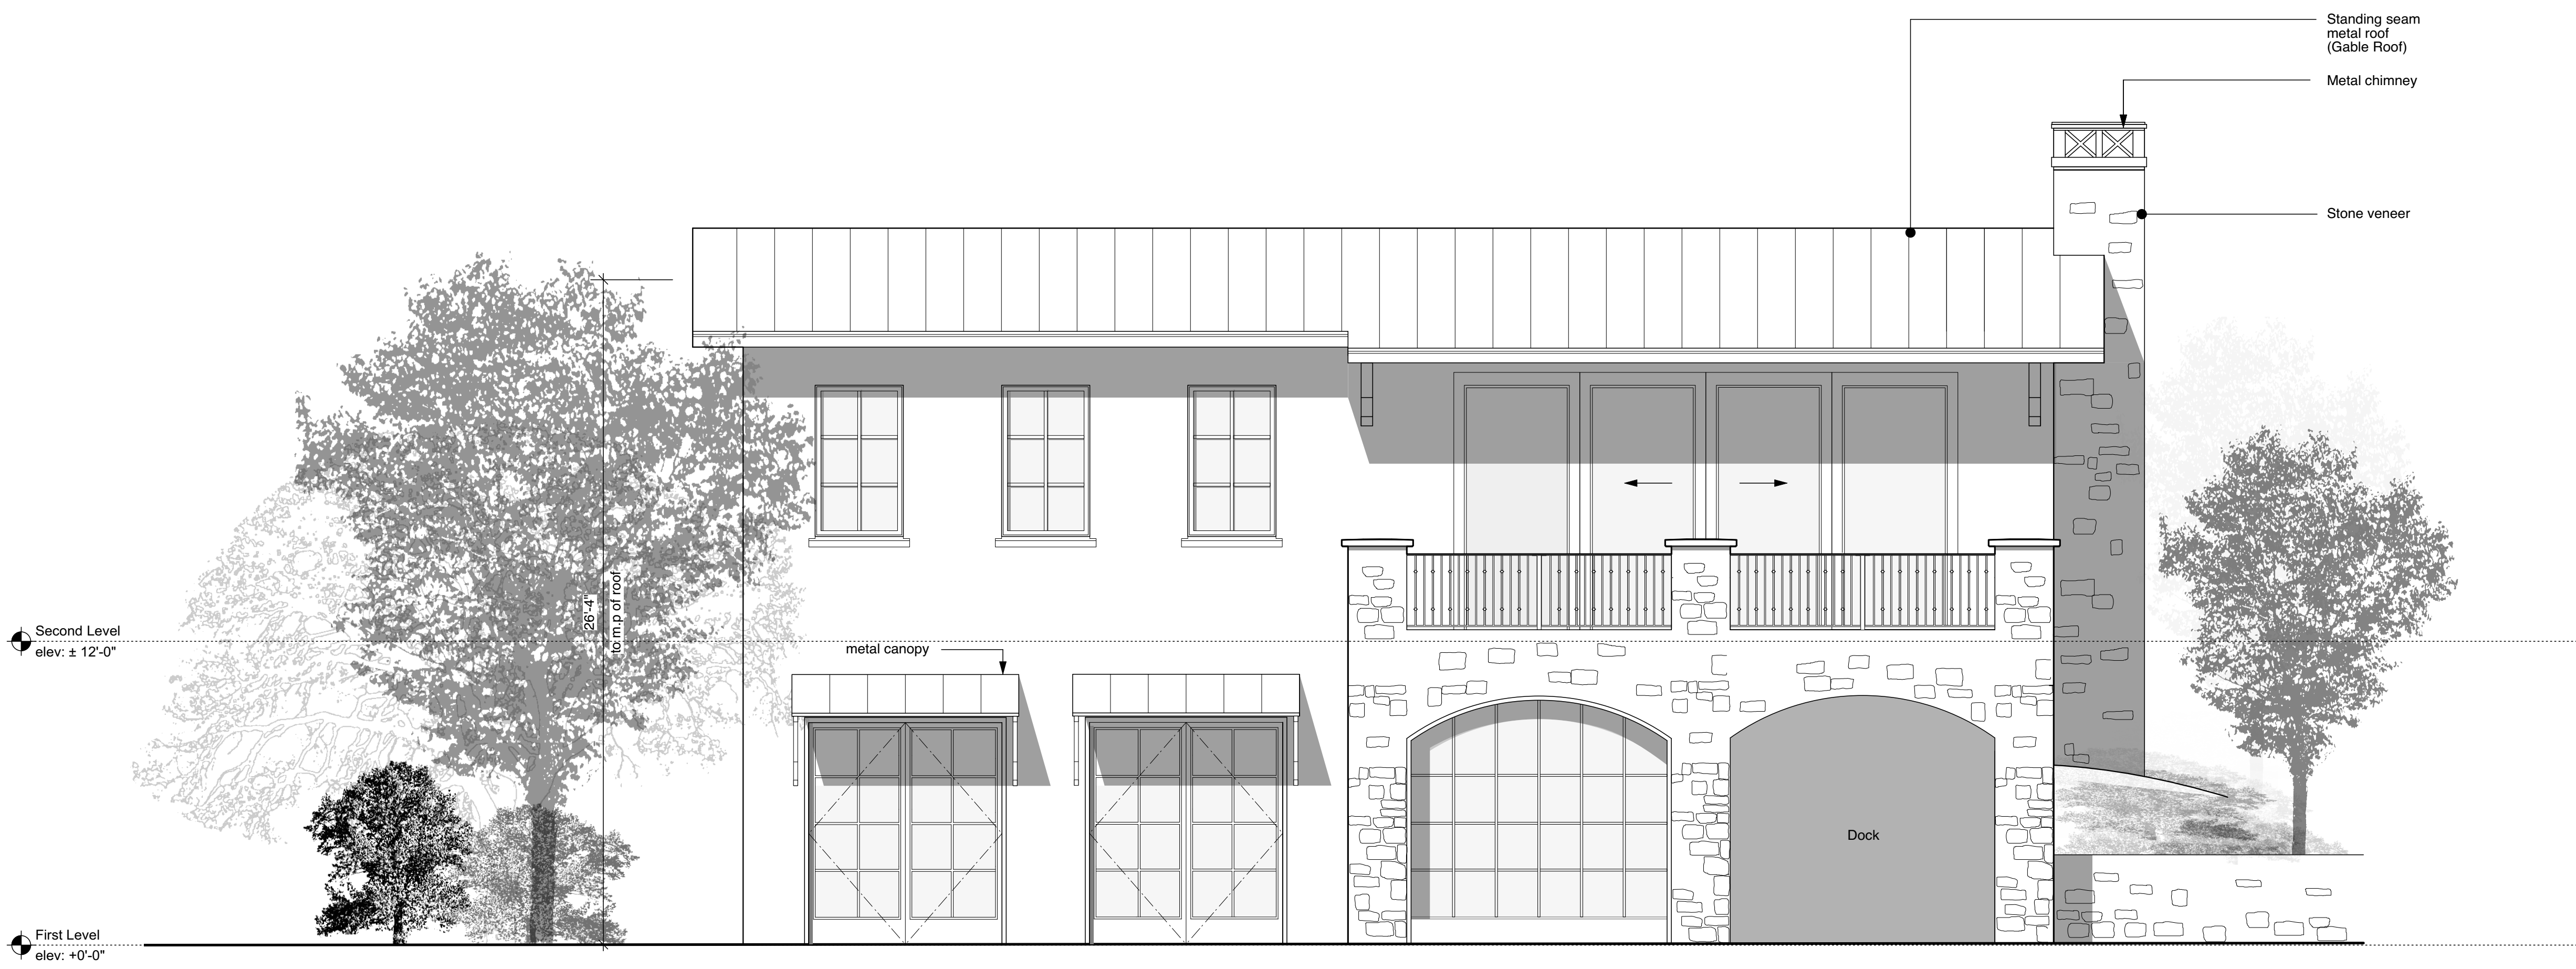 Standing seam
metal roof
(Gable Roof)
Metal chimney
Stone veneer
26'-4"
to m.p of roof
Second Level
elev: ± 12'-0"
metal canopy
Dock
First Level
elev: +0'-0"